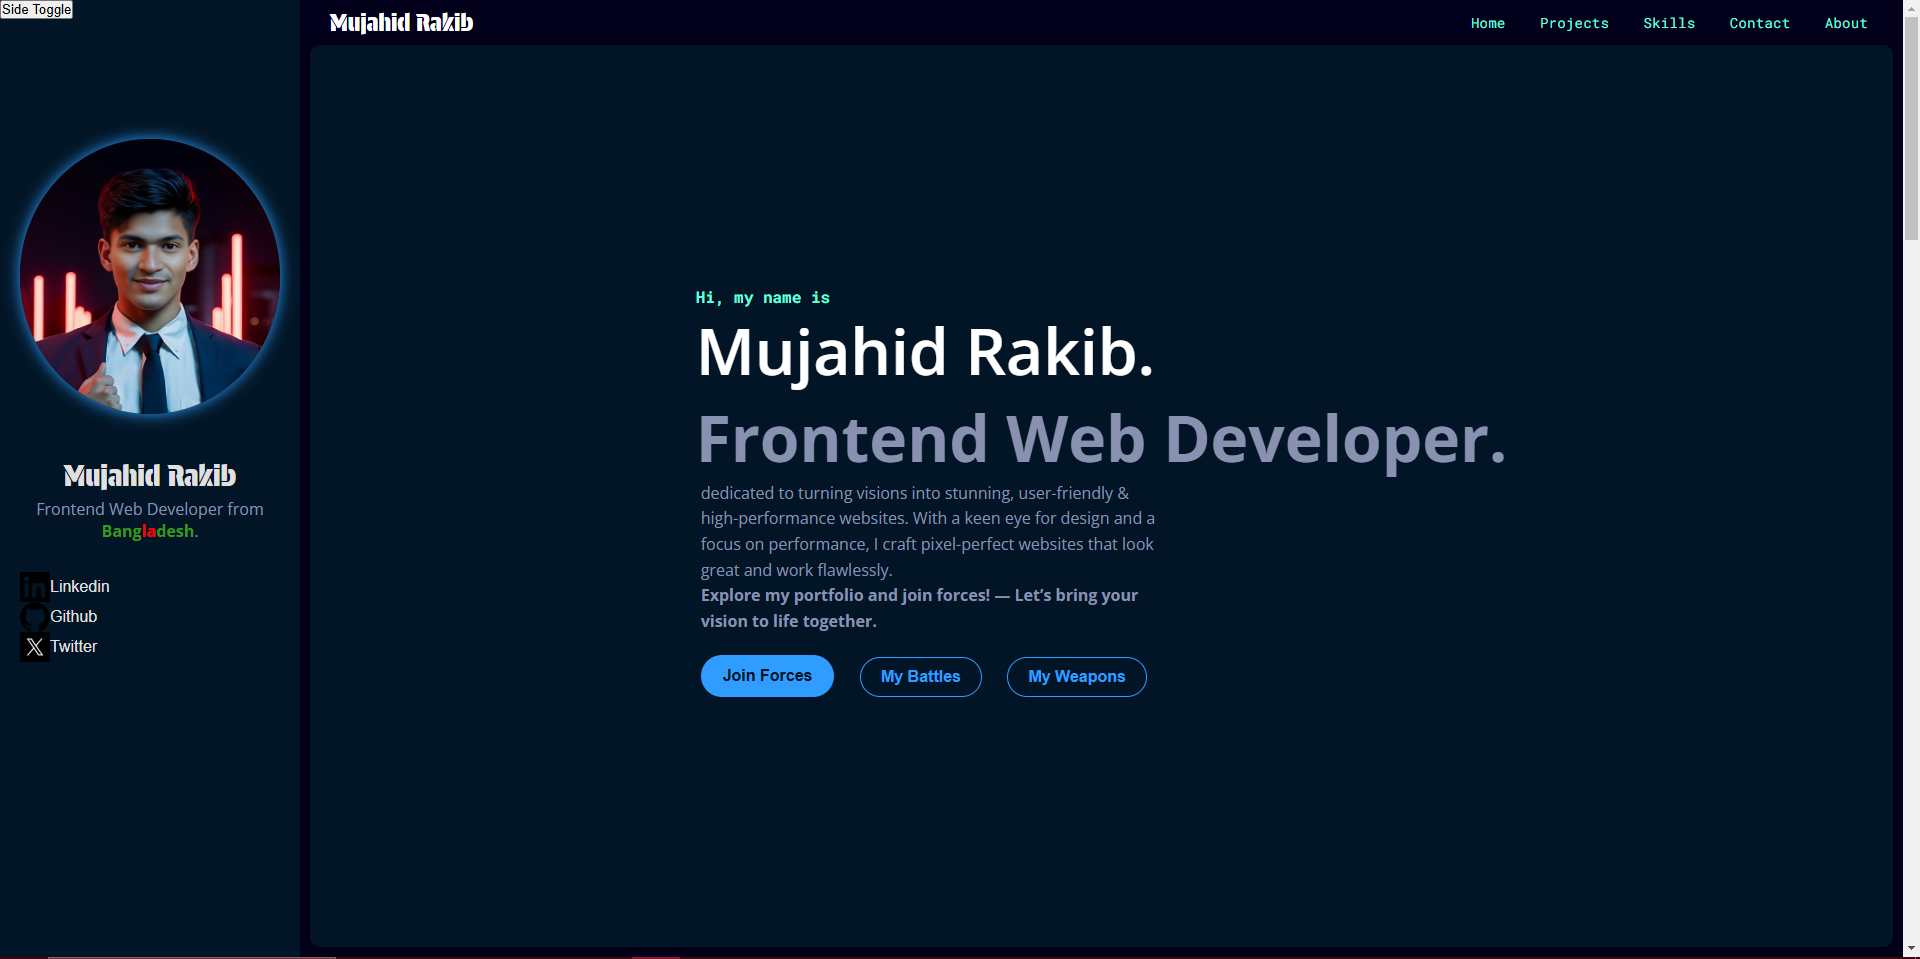 Side Toggle
Mujahid Rakib
Home Projects Skills Contact About
Mujahid Rakib
Frontend Web Developer from
Bangladesh.
in Linkedin
Github
X Twitter
Hi, my name is
Mujahid Rakib.
Frontend Web Developer.
dedicated to turning visions into stunning, user-friendly &
high-performance websites. With a keen eye for design and a
focus on performance, I craft pixel-perfect websites that look
great and work flawlessly.
Explore my portfolio and join forces! — Let’s bring your
vision to life together.
Join Forces My Battles My Weapons